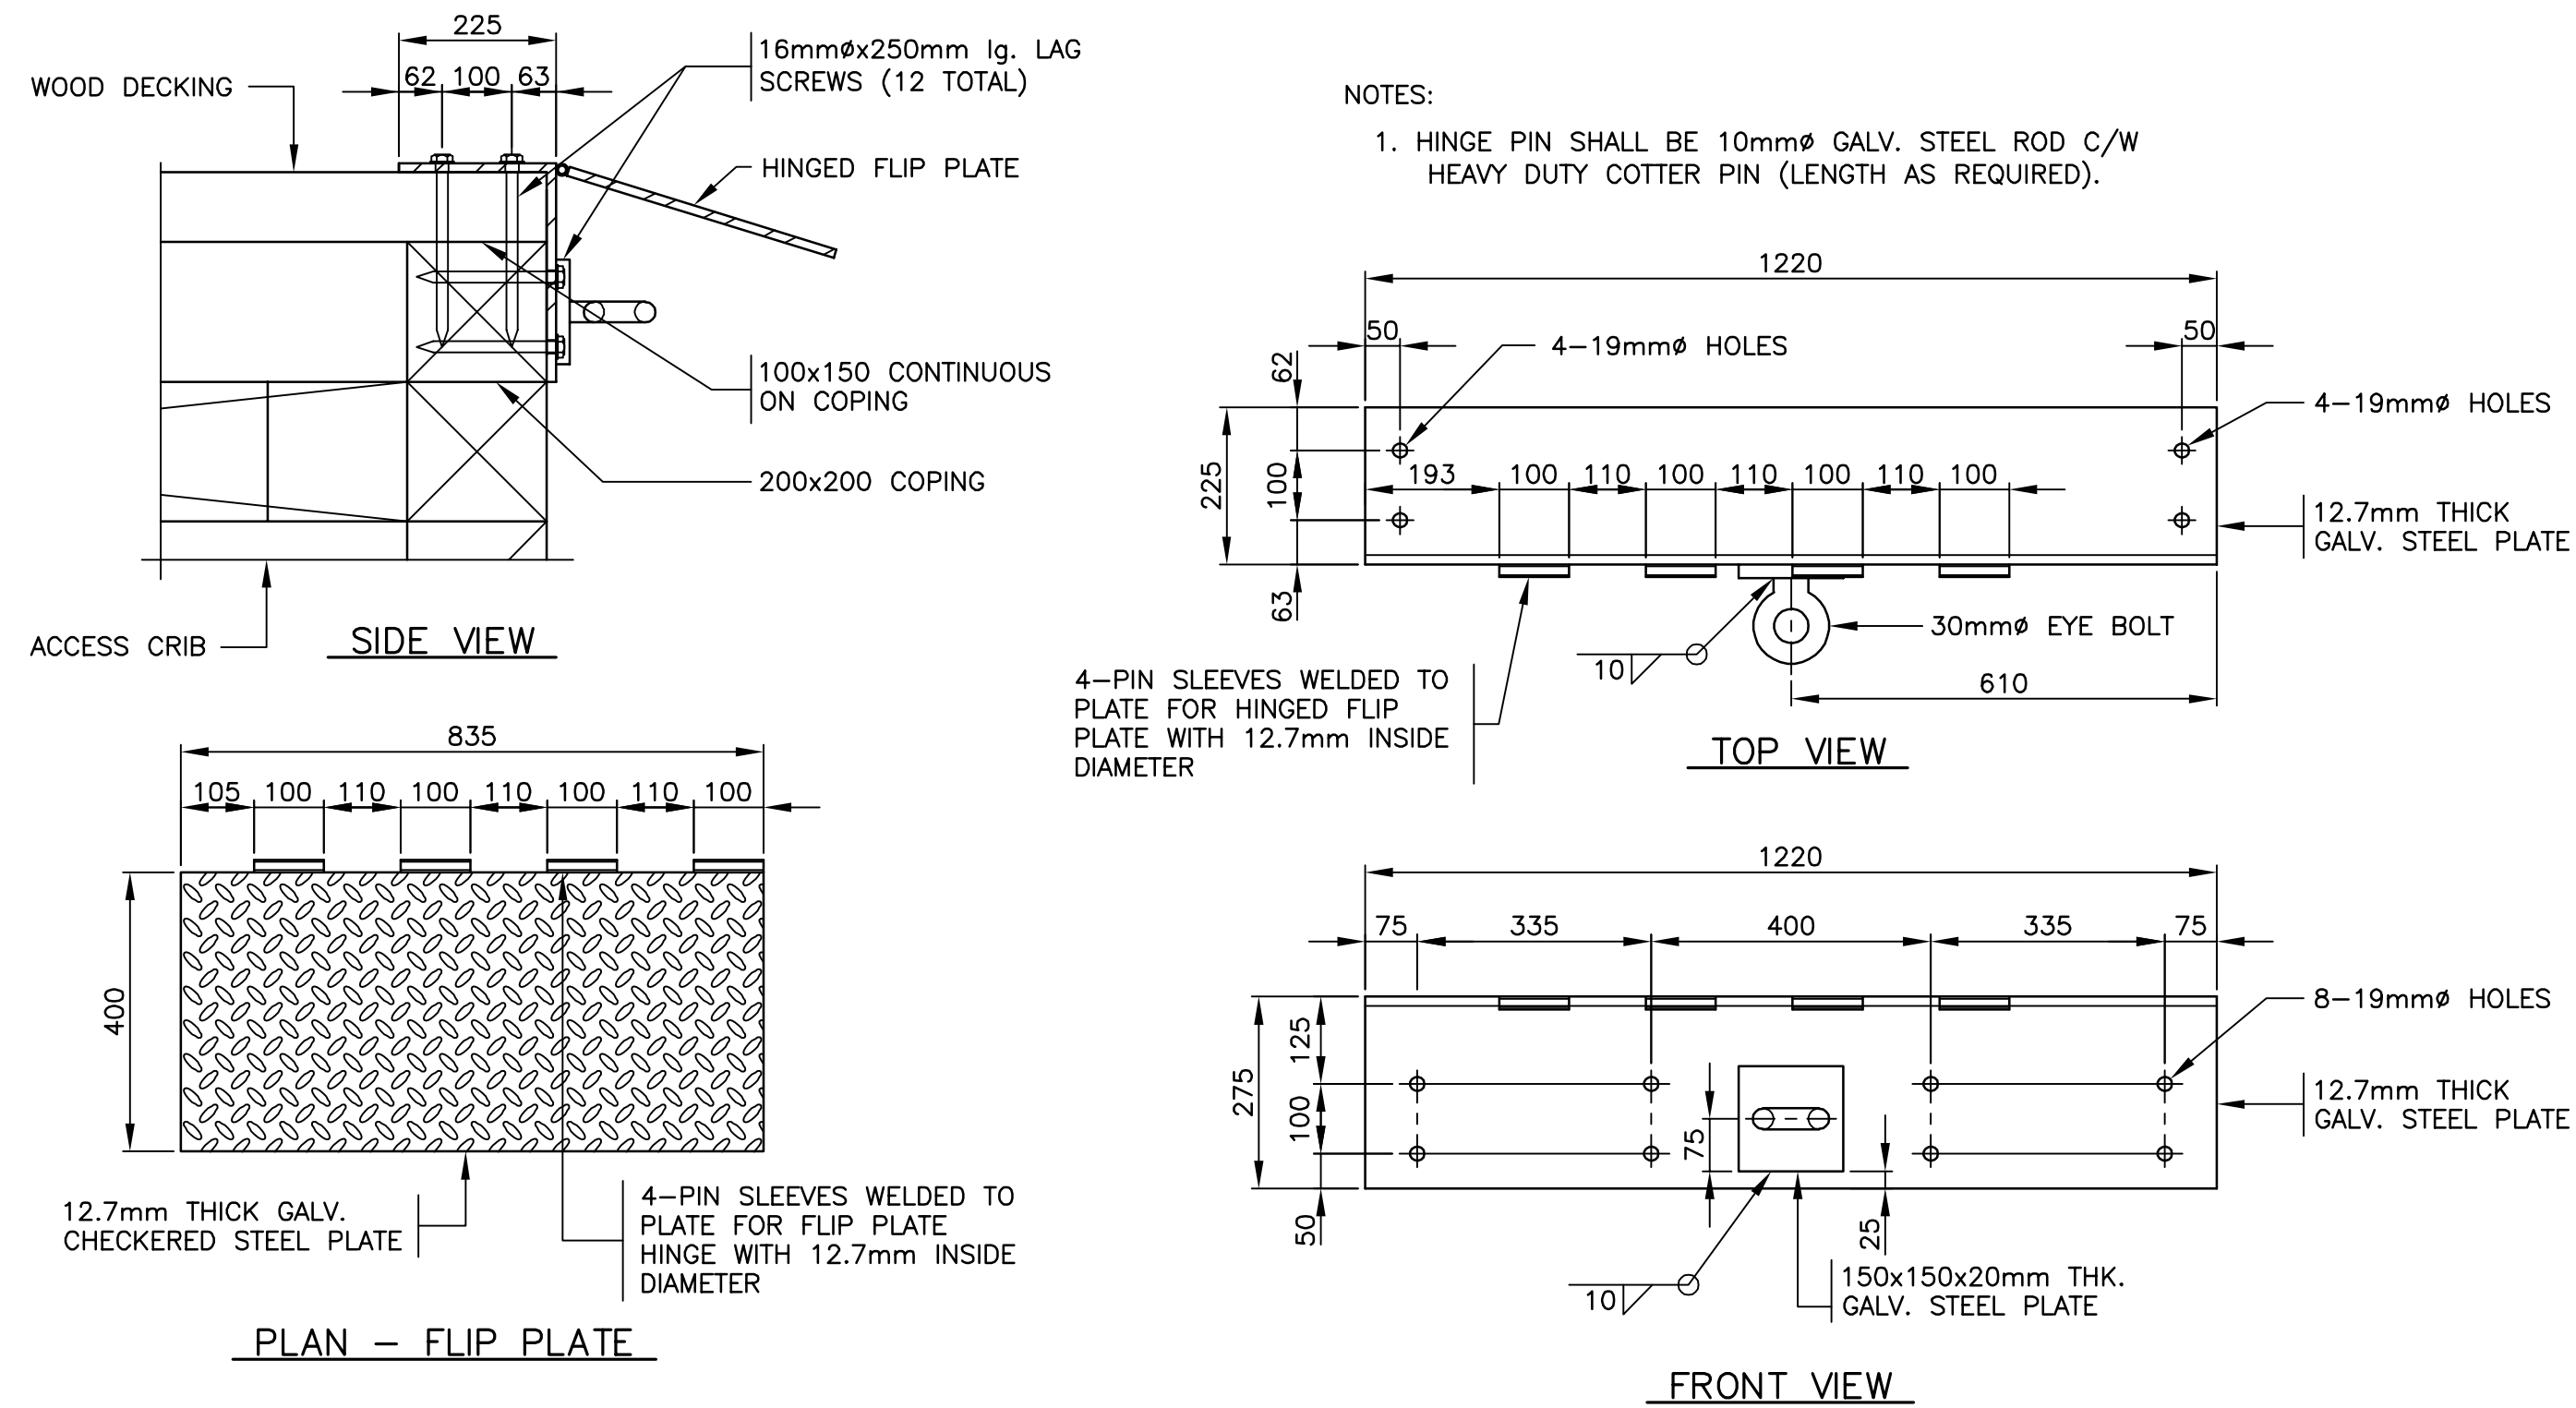 225
62 100 63
WOOD DECKING
16mmøx250mm lg. LAG
SCREWS (12 TOTAL)
HINGED FLIP PLATE
100x150 CONTINUOUS
ON COPING
200x200 COPING
ACCESS CRIB
SIDE VIEW
NOTES:
1. HINGE PIN SHALL BE 10mmø GALV. STEEL ROD C/W
HEAVY DUTY COTTER PIN (LENGTH AS REQUIRED).
1220
50
50
62
4-19mmø HOLES
4-19mmø HOLES
225
100
193 100 110 100 110 100 110 100
12.7mm THICK
GALV. STEEL PLATE
63
30mmø EYE BOLT
10
610
4-PIN SLEEVES WELDED TO
PLATE FOR HINGED FLIP
PLATE WITH 12.7mm INSIDE
DIAMETER
TOP VIEW
835
105 100 110 100 110 100 110 100
400
12.7mm THICK GALV.
CHECKERED STEEL PLATE
4-PIN SLEEVES WELDED TO
PLATE FOR FLIP PLATE
HINGE WITH 12.7mm INSIDE
DIAMETER
PLAN - FLIP PLATE
1220
75 335 400 335 75
8-19mmø HOLES
275
125
100
50
75
25
12.7mm THICK
GALV. STEEL PLATE
10
150x150x20mm THK.
GALV. STEEL PLATE
FRONT VIEW